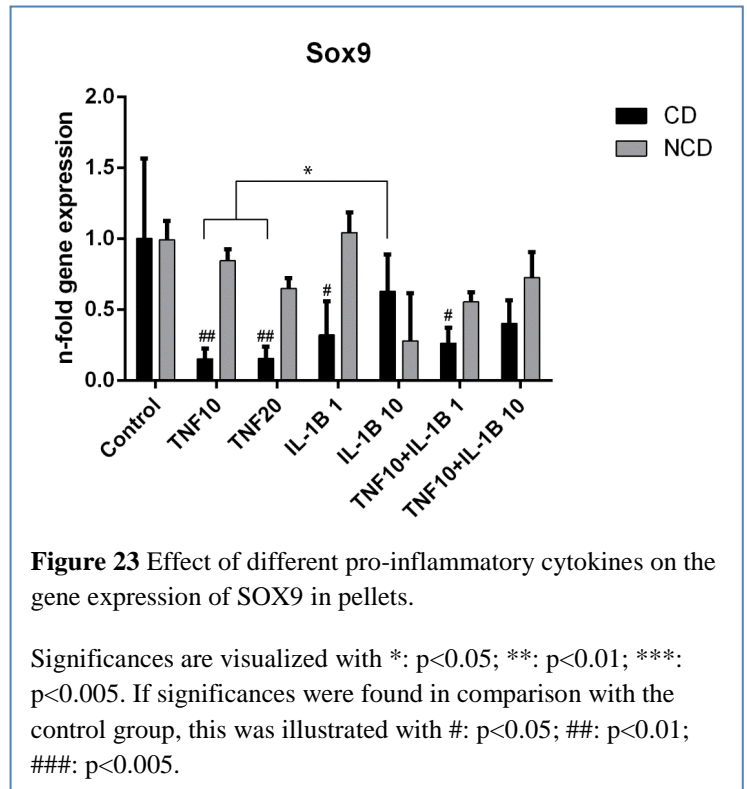 Sox9
2.0
1.5
1.0
0.5
0.0
n-fold gene expression
CD
NCD
*
##
##
#
#
Control
TNF10
TNF20
IL-1B 1
IL-1B 10
TNF10+IL-1B 1
TNF10+IL-1B 10
Figure 23 Effect of different pro-inflammatory cytokines on the
gene expression of SOX9 in pellets.
Significances are visualized with *: p<0.05; **: p<0.01; ***:
p<0.005. If significances were found in comparison with the
control group, this was illustrated with #: p<0.05; ##: p<0.01;
###: p<0.005.